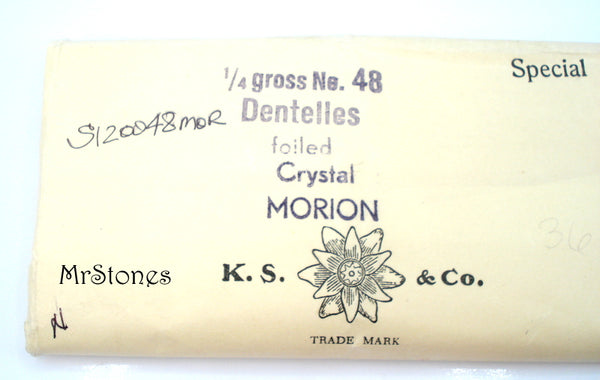 Special
1/4 gross No. 48
Dentelles
S120048MOR
foiled
Crystal
MORION
36
MrStones
K. S. & Co.
N
TRADE MARK